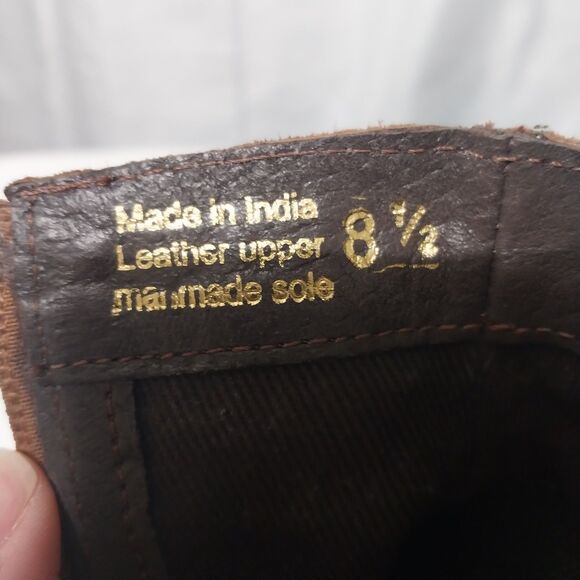 Made in India
Leather upper
manmade sole
8 1/2